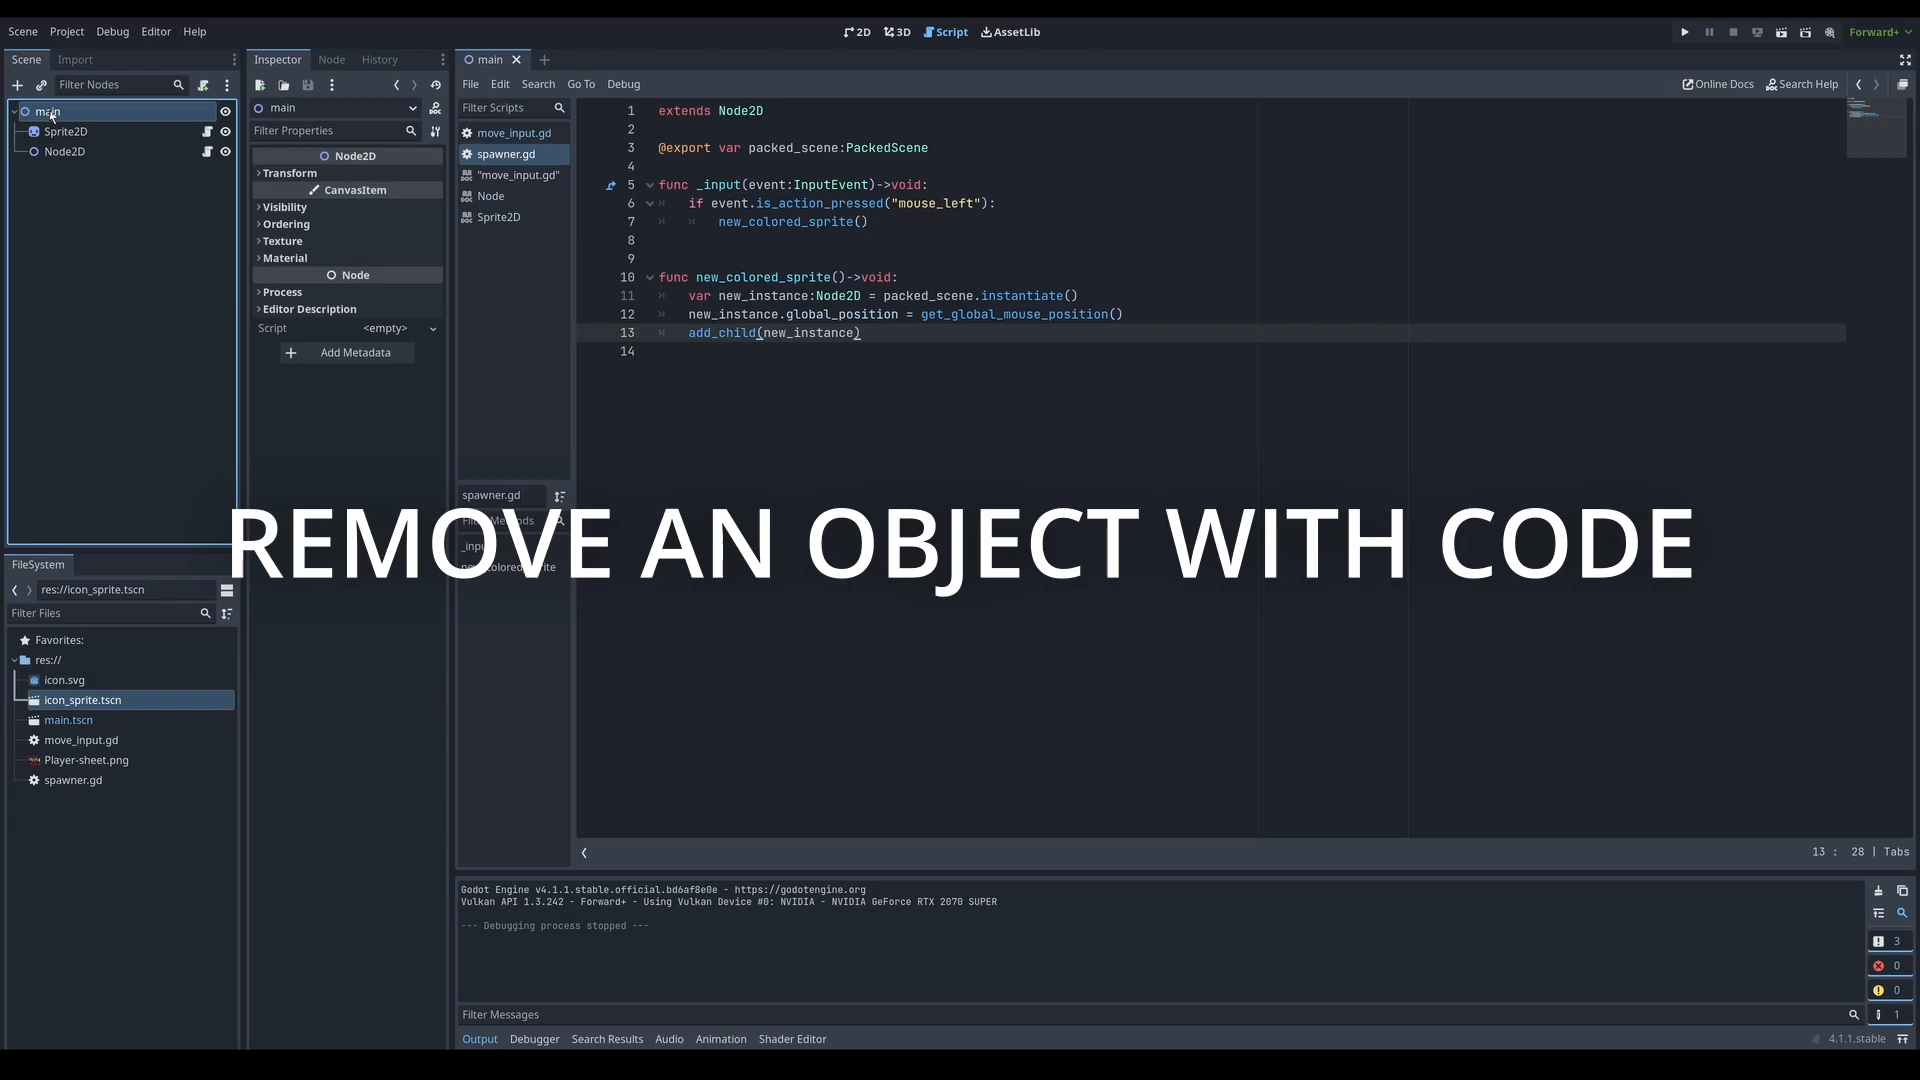 Scene Project Debug Editor Help
2D 3D Script AssetLib
Forward+
Scene Import
Filter Nodes
main
Sprite2D
Node2D
Inspector Node History
main
Filter Properties
Node2D
Transform
CanvasItem
Visibility
Ordering
Texture
Material
Node
Process
Editor Description
Script <empty>
Add Metadata
main
File Edit Search Go To Debug
Online Docs Search Help
Filter Scripts
move_input.gd
spawner.gd
"move_input.gd"
Node
Sprite2D
spawner.gd
Filter Methods
_input
new_colored_sprite
1 extends Node2D
2
3 @export var packed_scene:PackedScene
4
5 func _input(event:InputEvent)->void:
6 if event.is_action_pressed("mouse_left"):
7 new_colored_sprite()
8
9
10 func new_colored_sprite()->void:
11 var new_instance:Node2D = packed_scene.instantiate()
12 new_instance.global_position = get_global_mouse_position()
13 add_child(new_instance)
14
REMOVE AN OBJECT WITH CODE
13 : 28 | Tabs
FileSystem
res://icon_sprite.tscn
Filter Files
Favorites:
res://
icon.svg
icon_sprite.tscn
main.tscn
move_input.gd
Player-sheet.png
spawner.gd
Godot Engine v4.1.1.stable.official.bd6af8e0e - https://godotengine.org
Vulkan API 1.3.242 - Forward+ - Using Vulkan Device #0: NVIDIA - NVIDIA GeForce RTX 2070 SUPER
--- Debugging process stopped ---
3
0
0
1
Filter Messages
Output Debugger Search Results Audio Animation Shader Editor
4.1.1.stable